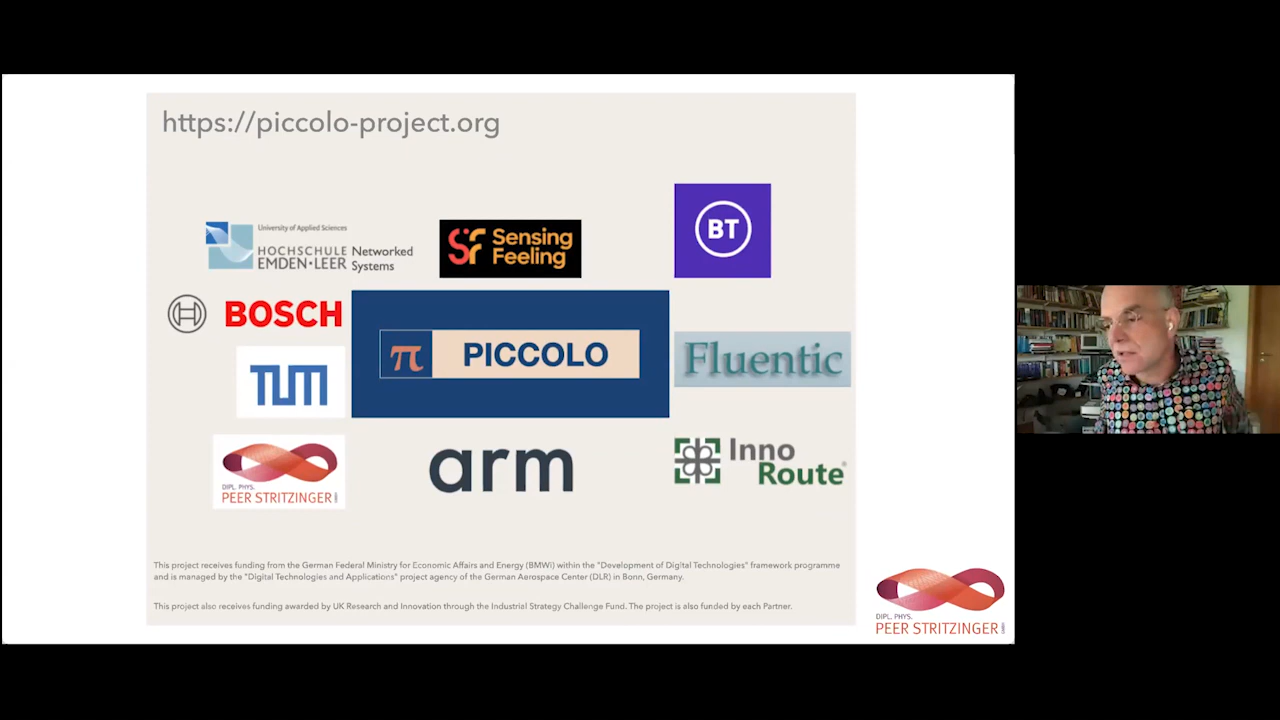 https://piccolo-project.org
University of Applied Sciences
HOCHSCHULE
EMDEN•LEER
Networked
Systems
Sensing
Feeling
BT
BOSCH
π PICCOLO
Fluentic
TUM
DIPL. PHYS.
PEER STRITZINGER
arm
Inno
Route®
This project receives funding from the German Federal Ministry for Economic Affairs and Energy (BMWi) within the "Development of Digital Technologies" framework programme
and is managed by the "Digital Technologies and Applications" project agency of the German Aerospace Center (DLR) in Bonn, Germany.
This project also receives funding awarded by UK Research and Innovation through the Industrial Strategy Challenge Fund. The project is also funded by each Partner.
DIPL. PHYS.
PEER STRITZINGER